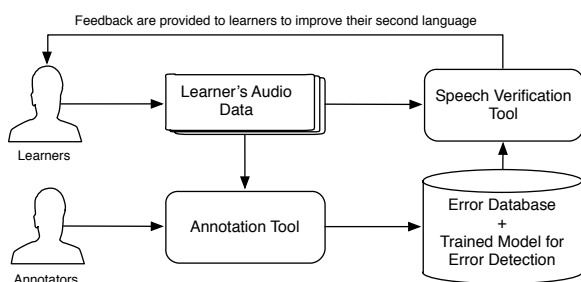 Feedback are provided to learners to improve their second language
Learner's Audio
Data
Speech Verification
Tool
Learners
Annotation Tool
Error Database
+
Trained Model for
Error Detection
Annotators